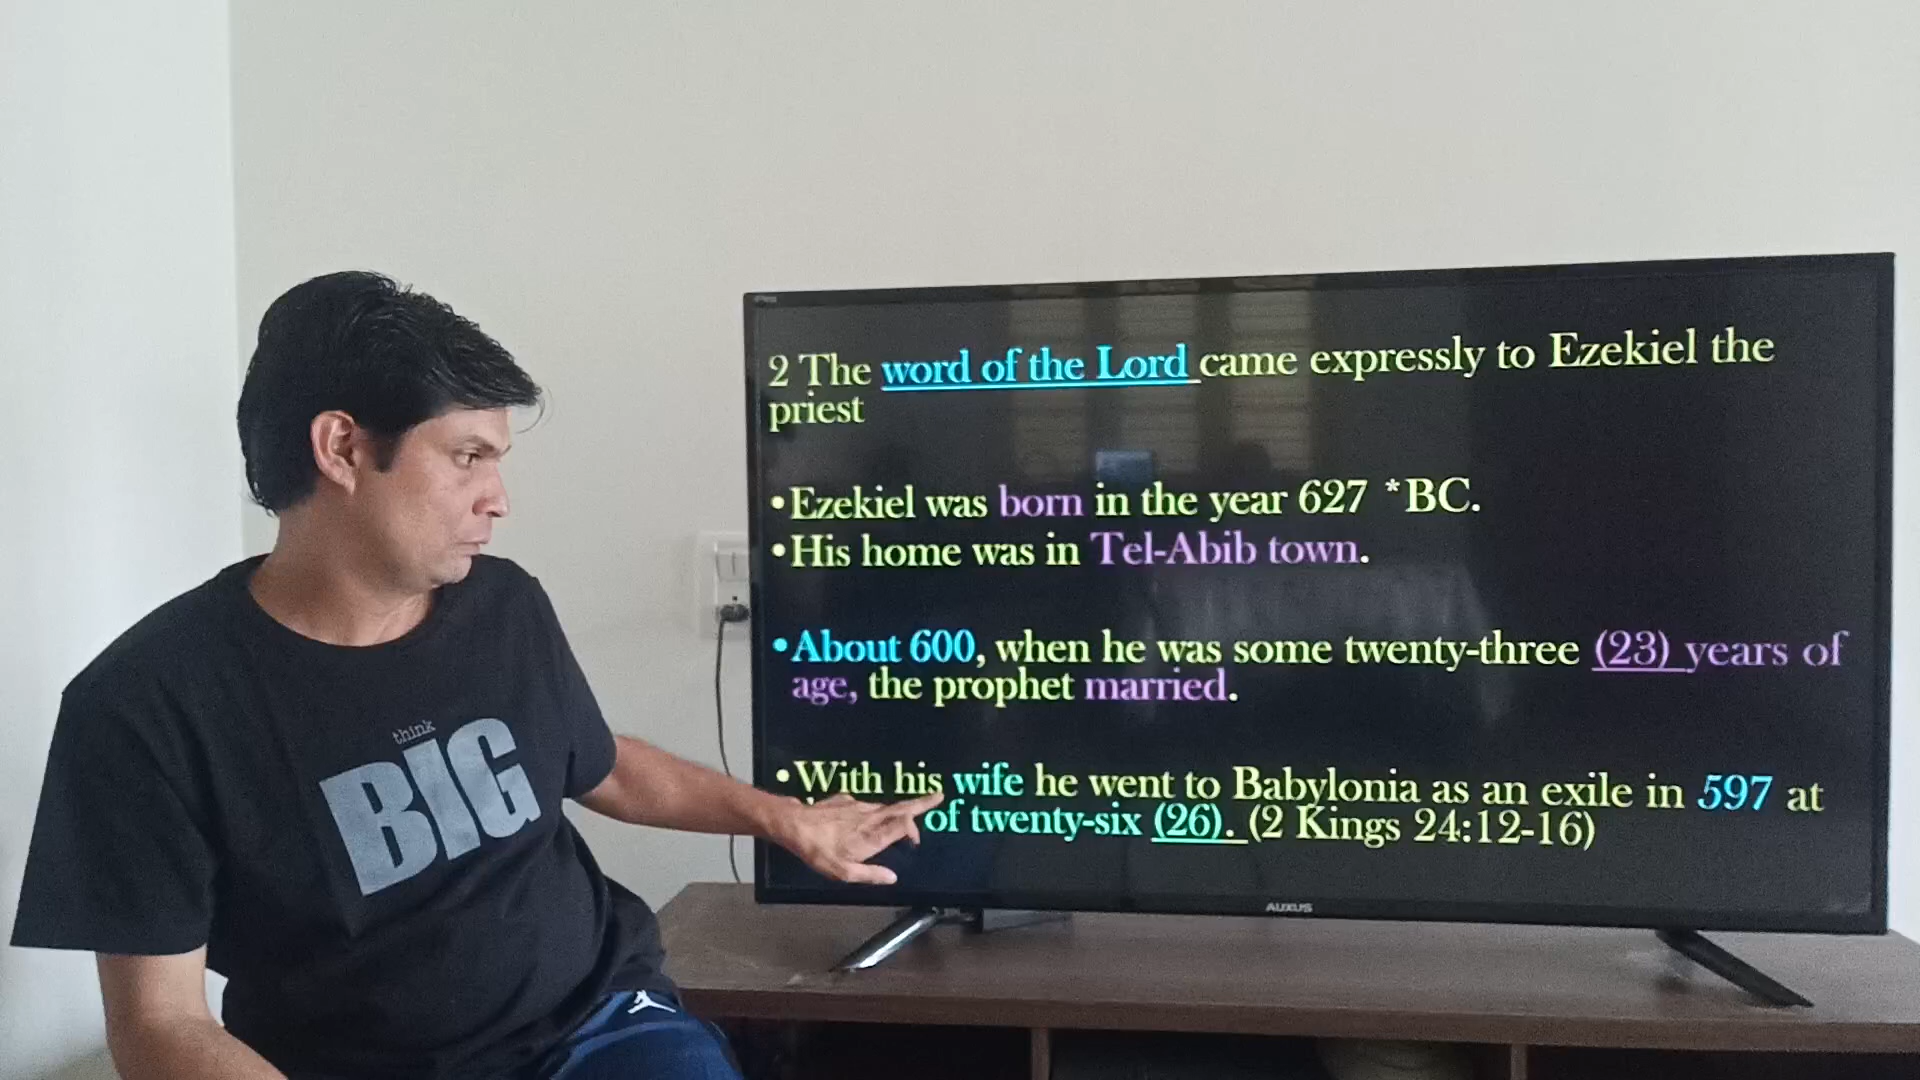 2 The word of the Lord came expressly to Ezekiel the
priest
•Ezekiel was born in the year 627 *BC.
•His home was in Tel-Abib town.
•About 600, when he was some twenty-three (23) years of
age, the prophet married.
•With his wife he went to Babylonia as an exile in 597 at
of twenty-six (26). (2 Kings 24:12-16)
AUXUS
think
BIG